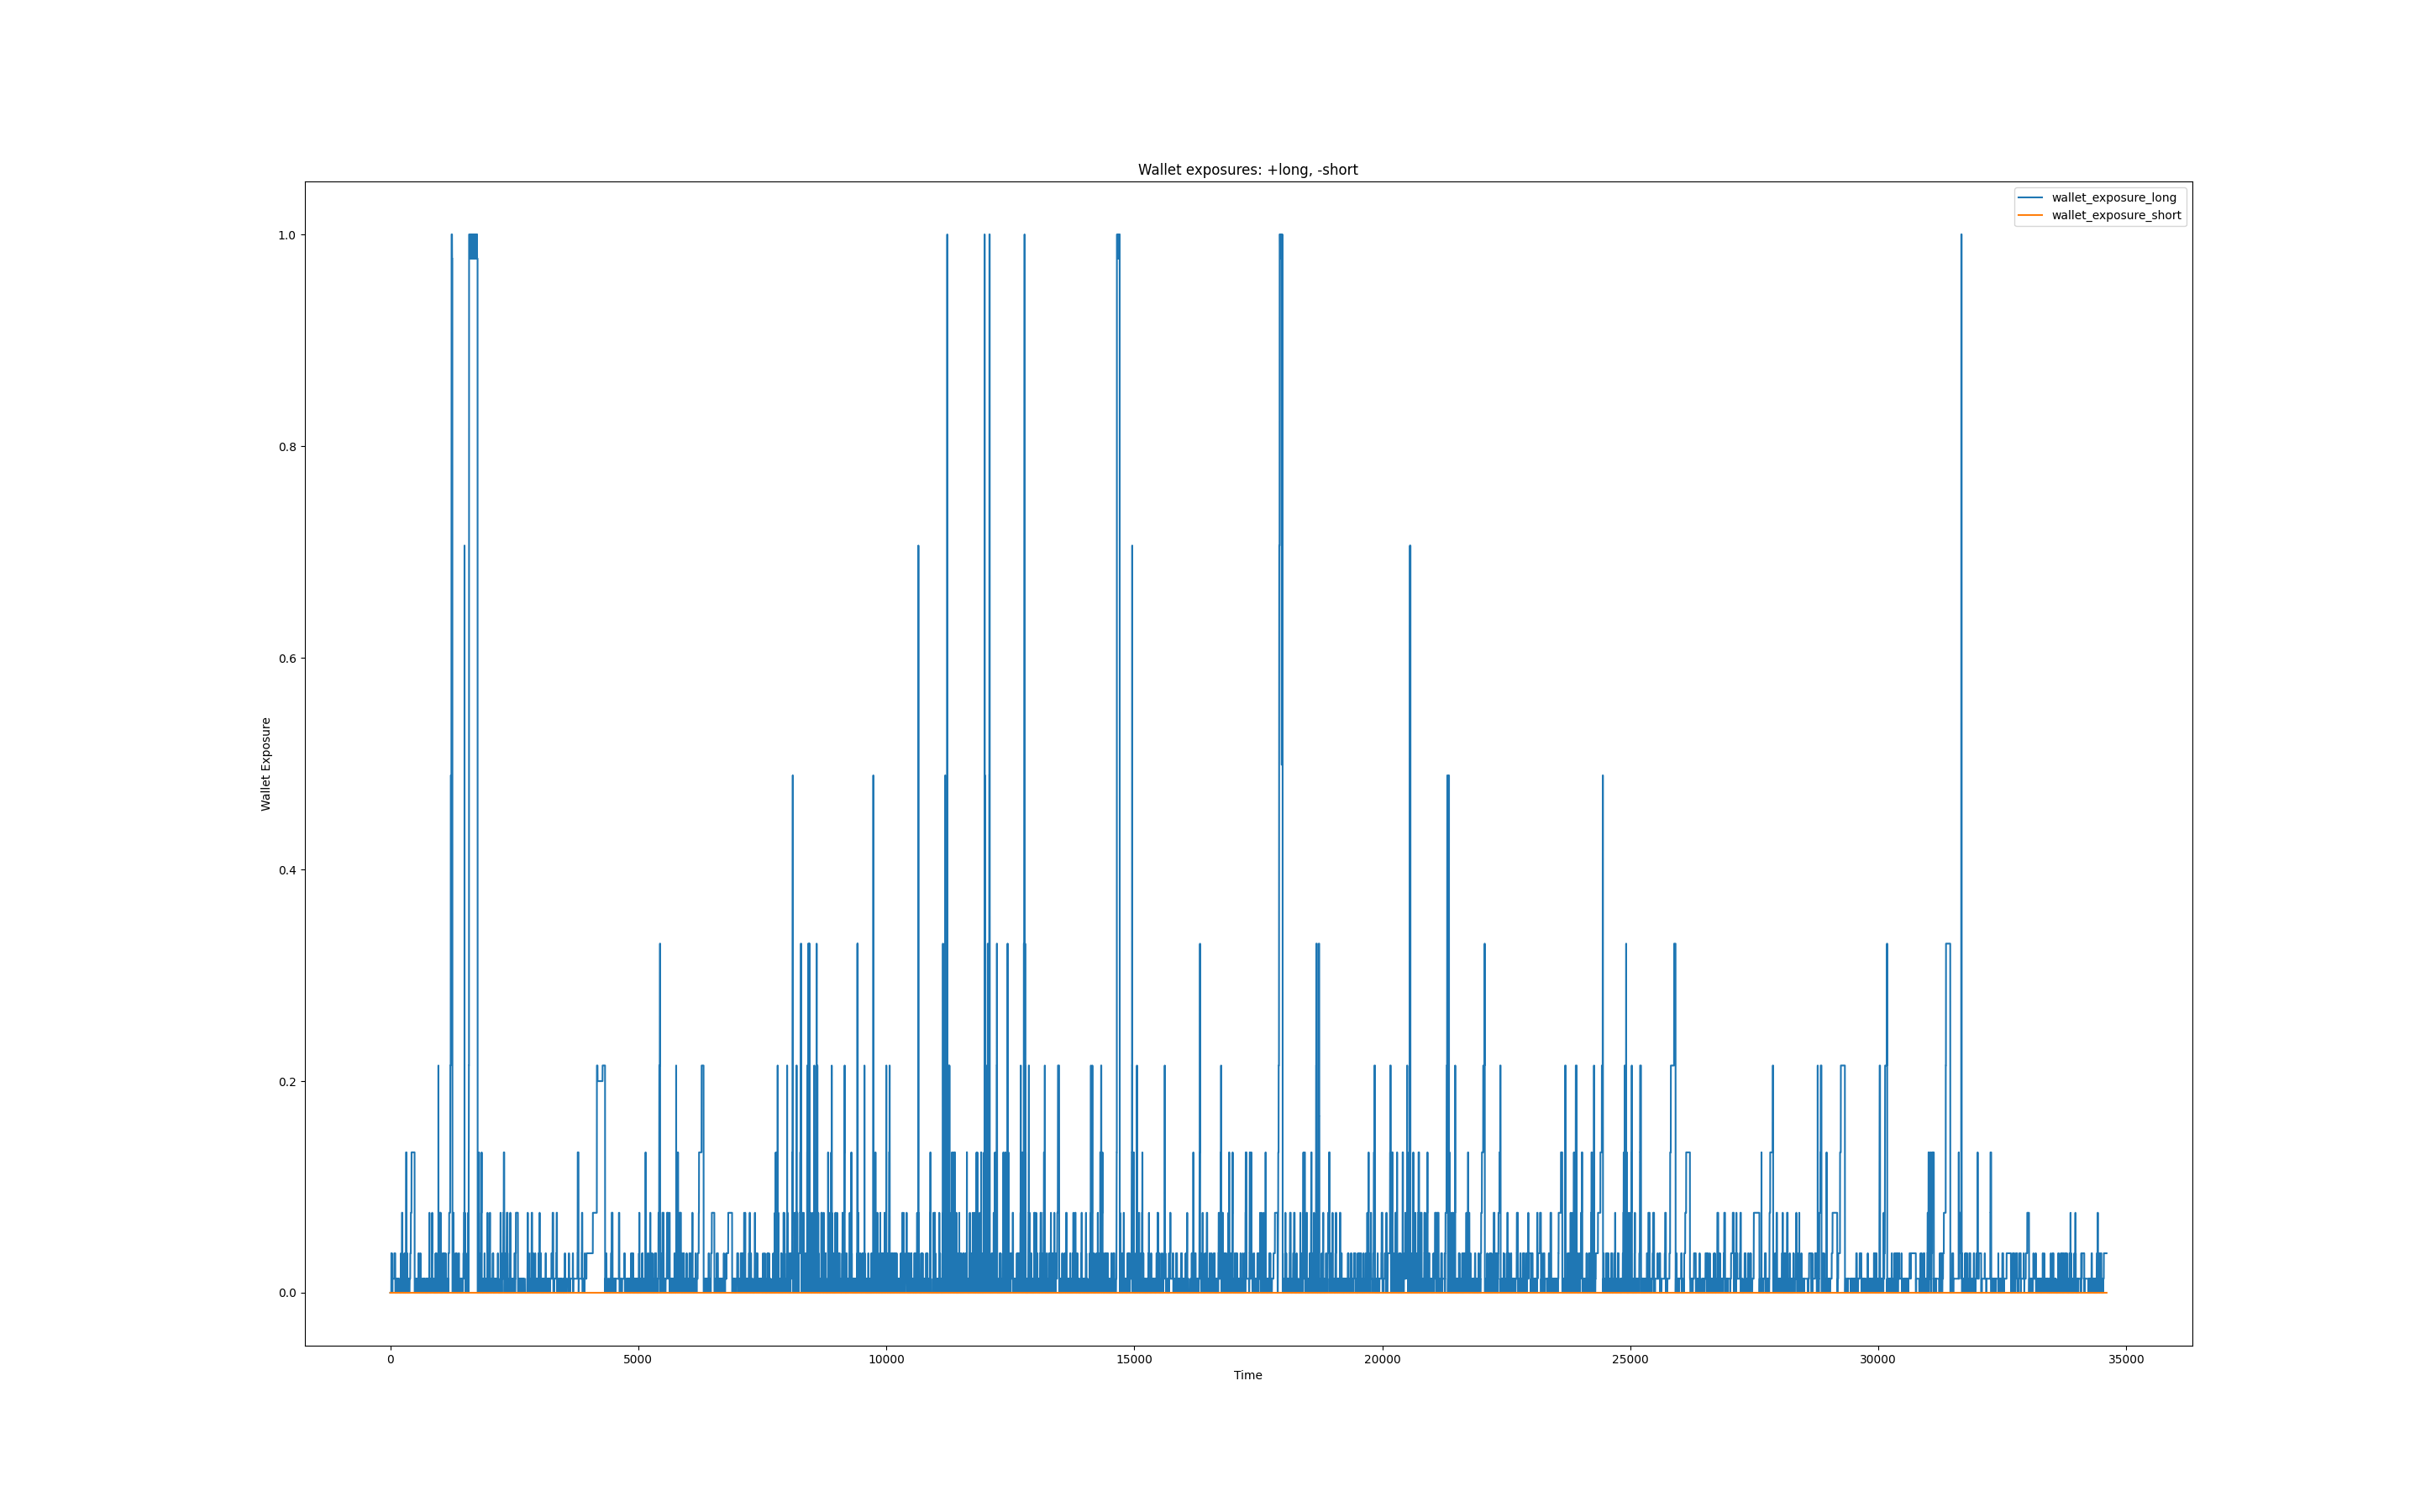 Wallet exposures: +long, -short
wallet_exposure_long
wallet_exposure_short
1.0
0.8
0.6
0.4
0.2
0.0
Wallet Exposure
0 5000 10000 15000 20000 25000 30000 35000
Time